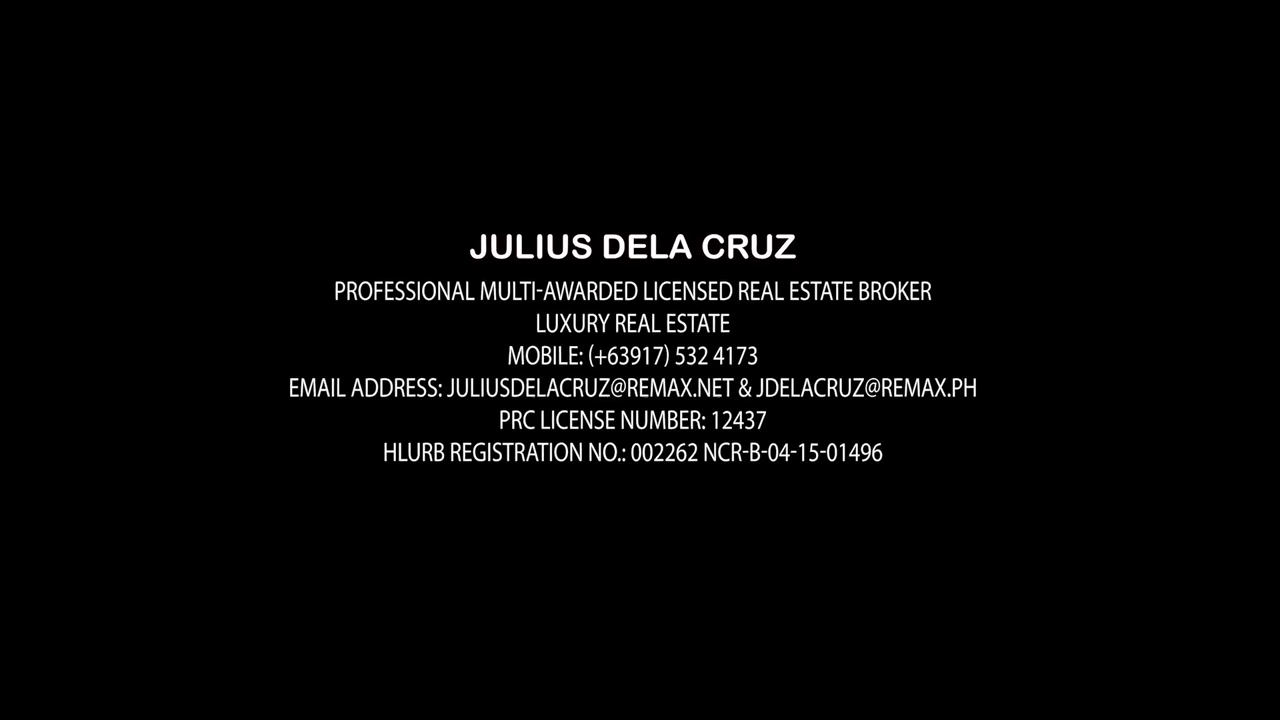 JULIUS DELA CRUZ
PROFESSIONAL MULTI-AWARDED LICENSED REAL ESTATE BROKER
LUXURY REAL ESTATE
MOBILE: (+63917) 532 4173
EMAIL ADDRESS: JULIUSDELACRUZ@REMAX.NET & JDELACRUZ@REMAX.PH
PRC LICENSE NUMBER: 12437
HLURB REGISTRATION NO.: 002262 NCR-B-04-15-01496